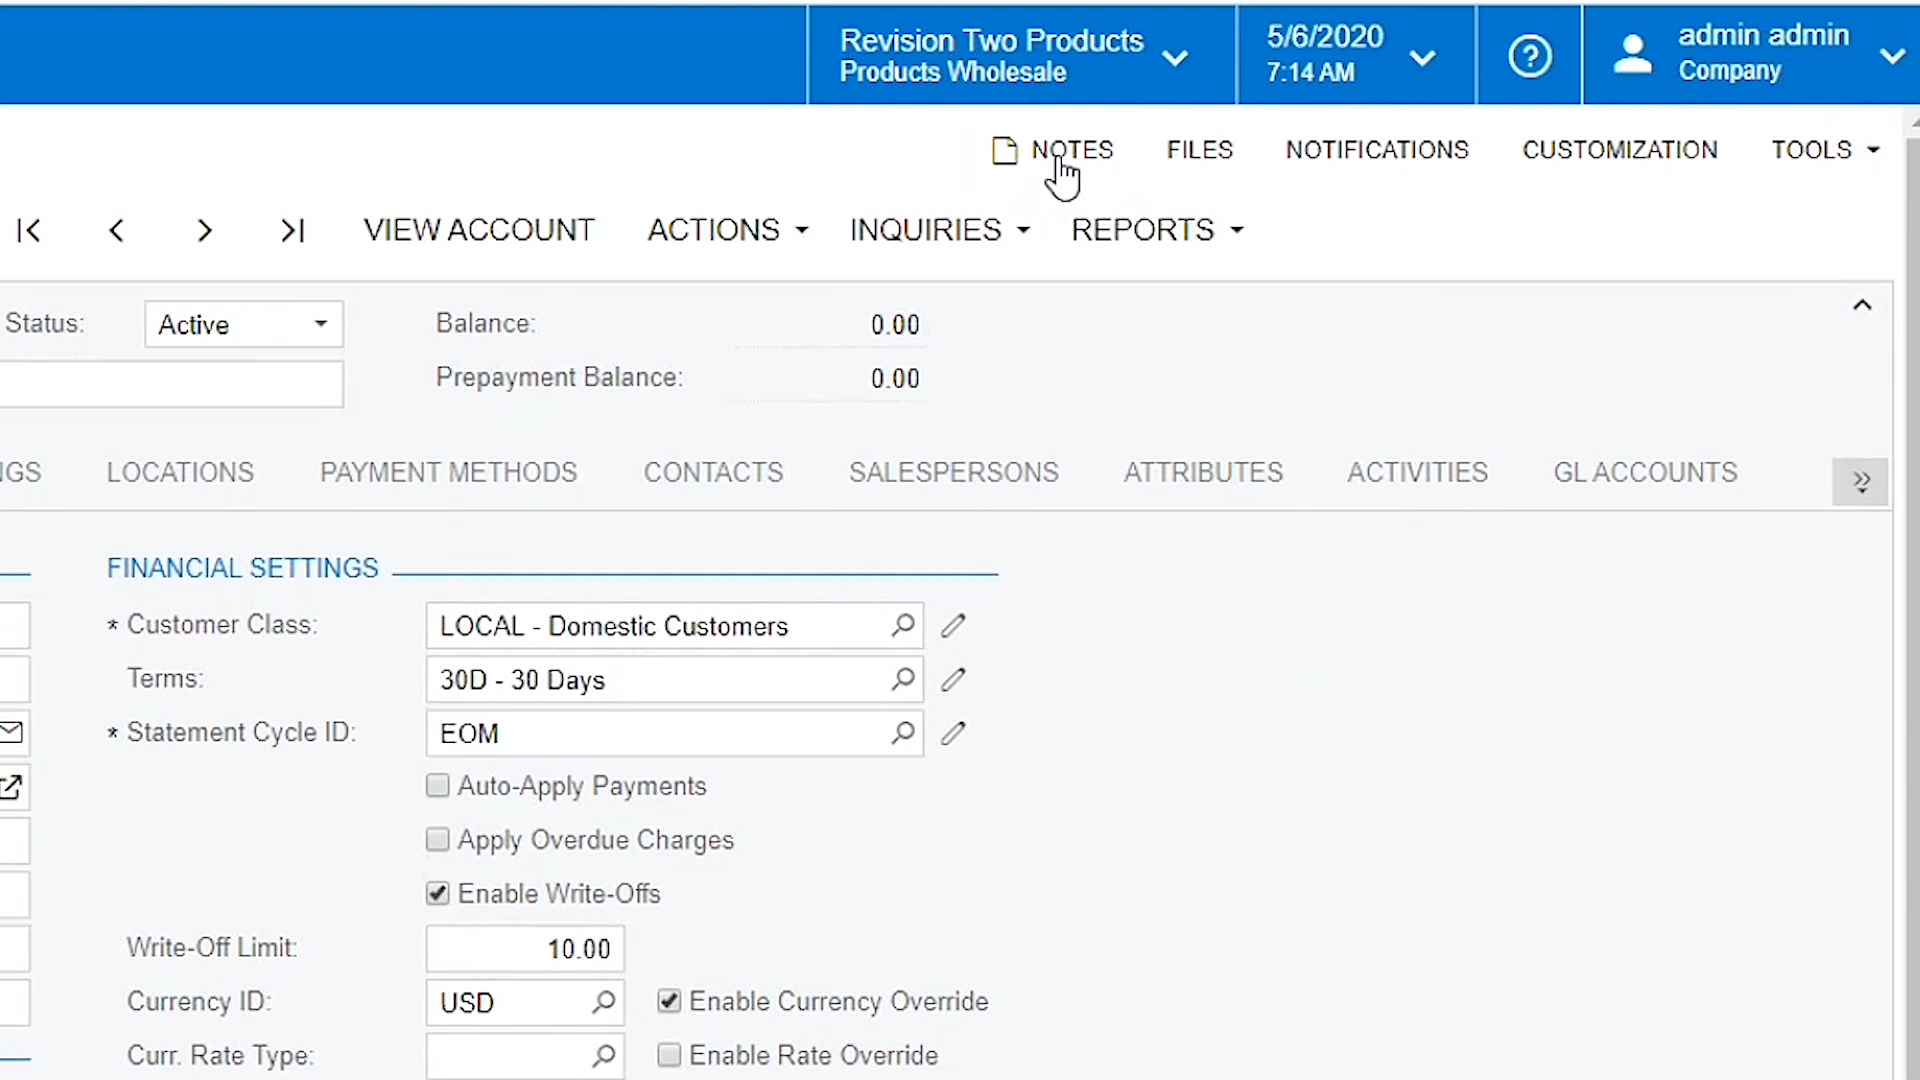 Revision Two Products
Products Wholesale
5/6/2020
7:14 AM
admin admin
Company
NOTES FILES NOTIFICATIONS CUSTOMIZATION TOOLS
VIEW ACCOUNT ACTIONS INQUIRIES REPORTS
Status: Active Balance: 0.00
Prepayment Balance: 0.00
NGS LOCATIONS PAYMENT METHODS CONTACTS SALESPERSONS ATTRIBUTES ACTIVITIES GL ACCOUNTS
FINANCIAL SETTINGS
* Customer Class: LOCAL - Domestic Customers
Terms: 30D - 30 Days
* Statement Cycle ID: EOM
Auto-Apply Payments
Apply Overdue Charges
Enable Write-Offs
Write-Off Limit: 10.00
Currency ID: USD Enable Currency Override
Curr. Rate Type: Enable Rate Override